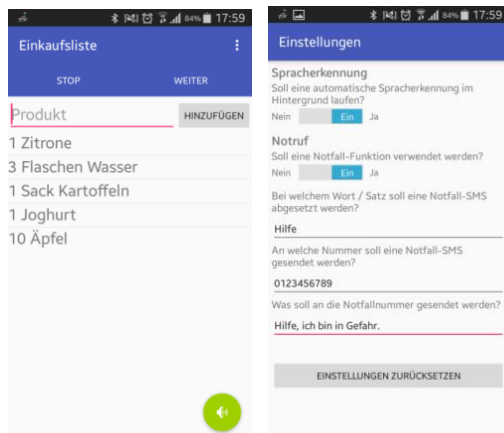 84% 17:59
Einkaufsliste
STOP WEITER
Produkt HINZUFÜGEN
1 Zitrone
3 Flaschen Wasser
1 Sack Kartoffeln
1 Joghurt
10 Äpfel
84% 17:59
Einstellungen
Spracherkennung
Soll eine automatische Spracherkennung im
Hintergrund laufen?
Nein Ein Ja
Notruf
Soll eine Notfall-Funktion verwendet werden?
Nein Ein Ja
Bei welchem Wort / Satz soll eine Notfall-SMS
abgesetzt werden?
Hilfe
An welche Nummer soll eine Notfall-SMS
gesendet werden?
0123456789
Was soll an die Notfallnummer gesendet werden?
Hilfe, ich bin in Gefahr.
EINSTELLUNGEN ZURÜCKSETZEN